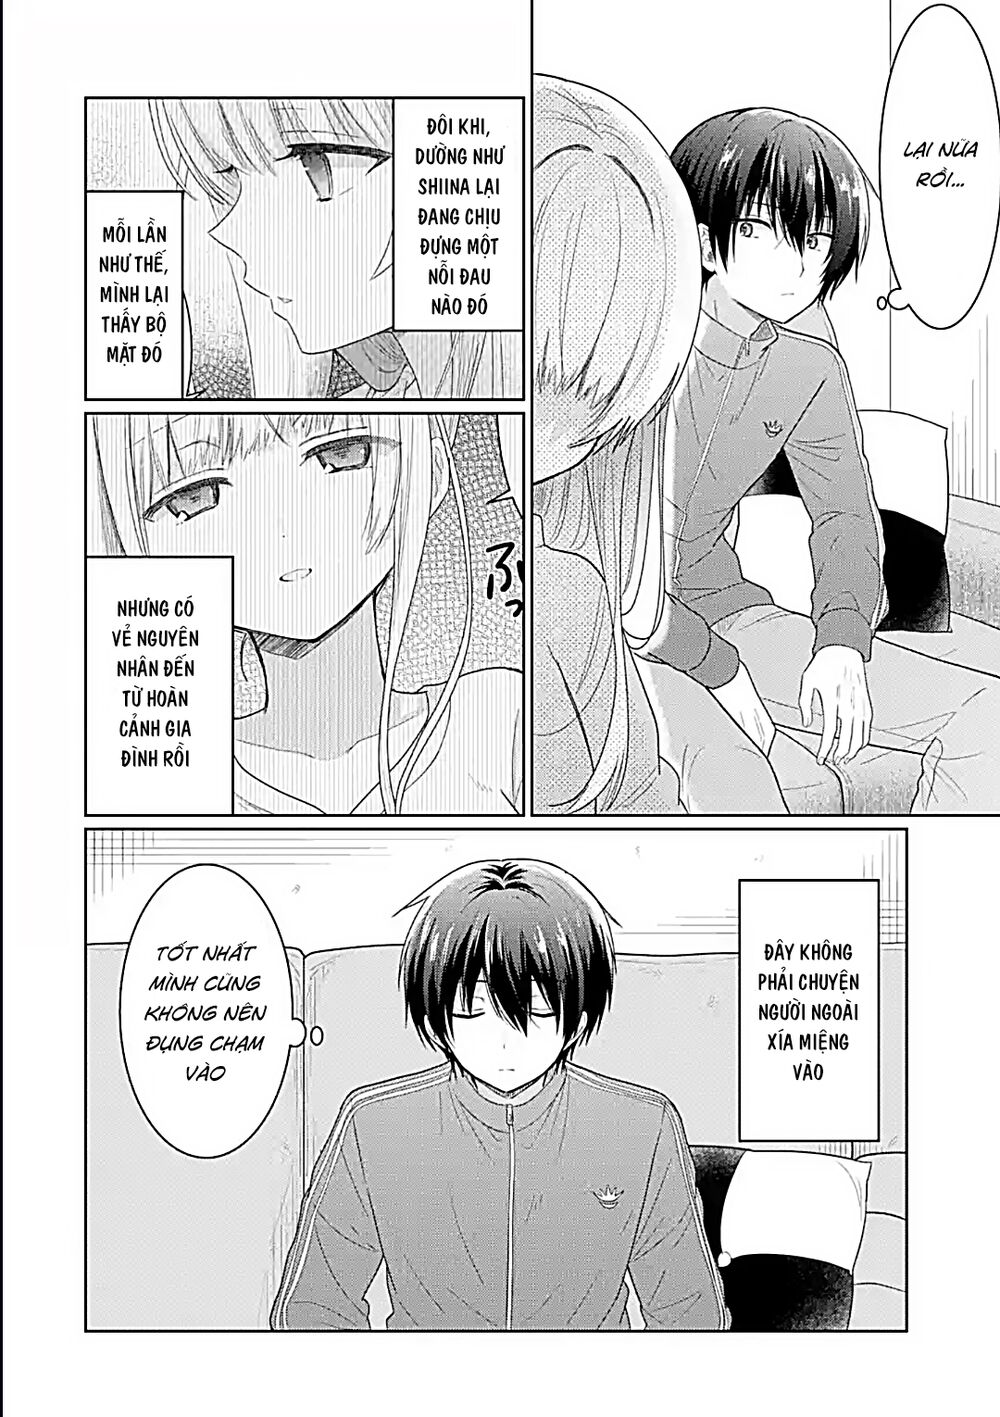 LẠI NỮA
RỒI...
ĐÔI KHI,
DƯỜNG NHƯ
SHIINA LẠI
ĐANG CHỊU
ĐỰNG MỘT
NỖI ĐAU
NÀO ĐÓ
MỖI LẦN
NHƯ THẾ,
MÌNH LẠI
THẤY BỘ
MẶT ĐÓ
ふっ
NHƯNG CÓ
VẺ NGUYÊN
NHÂN ĐẾN
TỪ HOÀN
CẢNH GIA
ĐÌNH RỒI
ĐÂY KHÔNG
PHẢI CHUYỆN
NGƯỜI NGOÀI
XÍA MIỆNG
VÀO
TỐT NHẤT
MÌNH CŨNG
KHÔNG NÊN
ĐỤNG CHẠM
VÀO